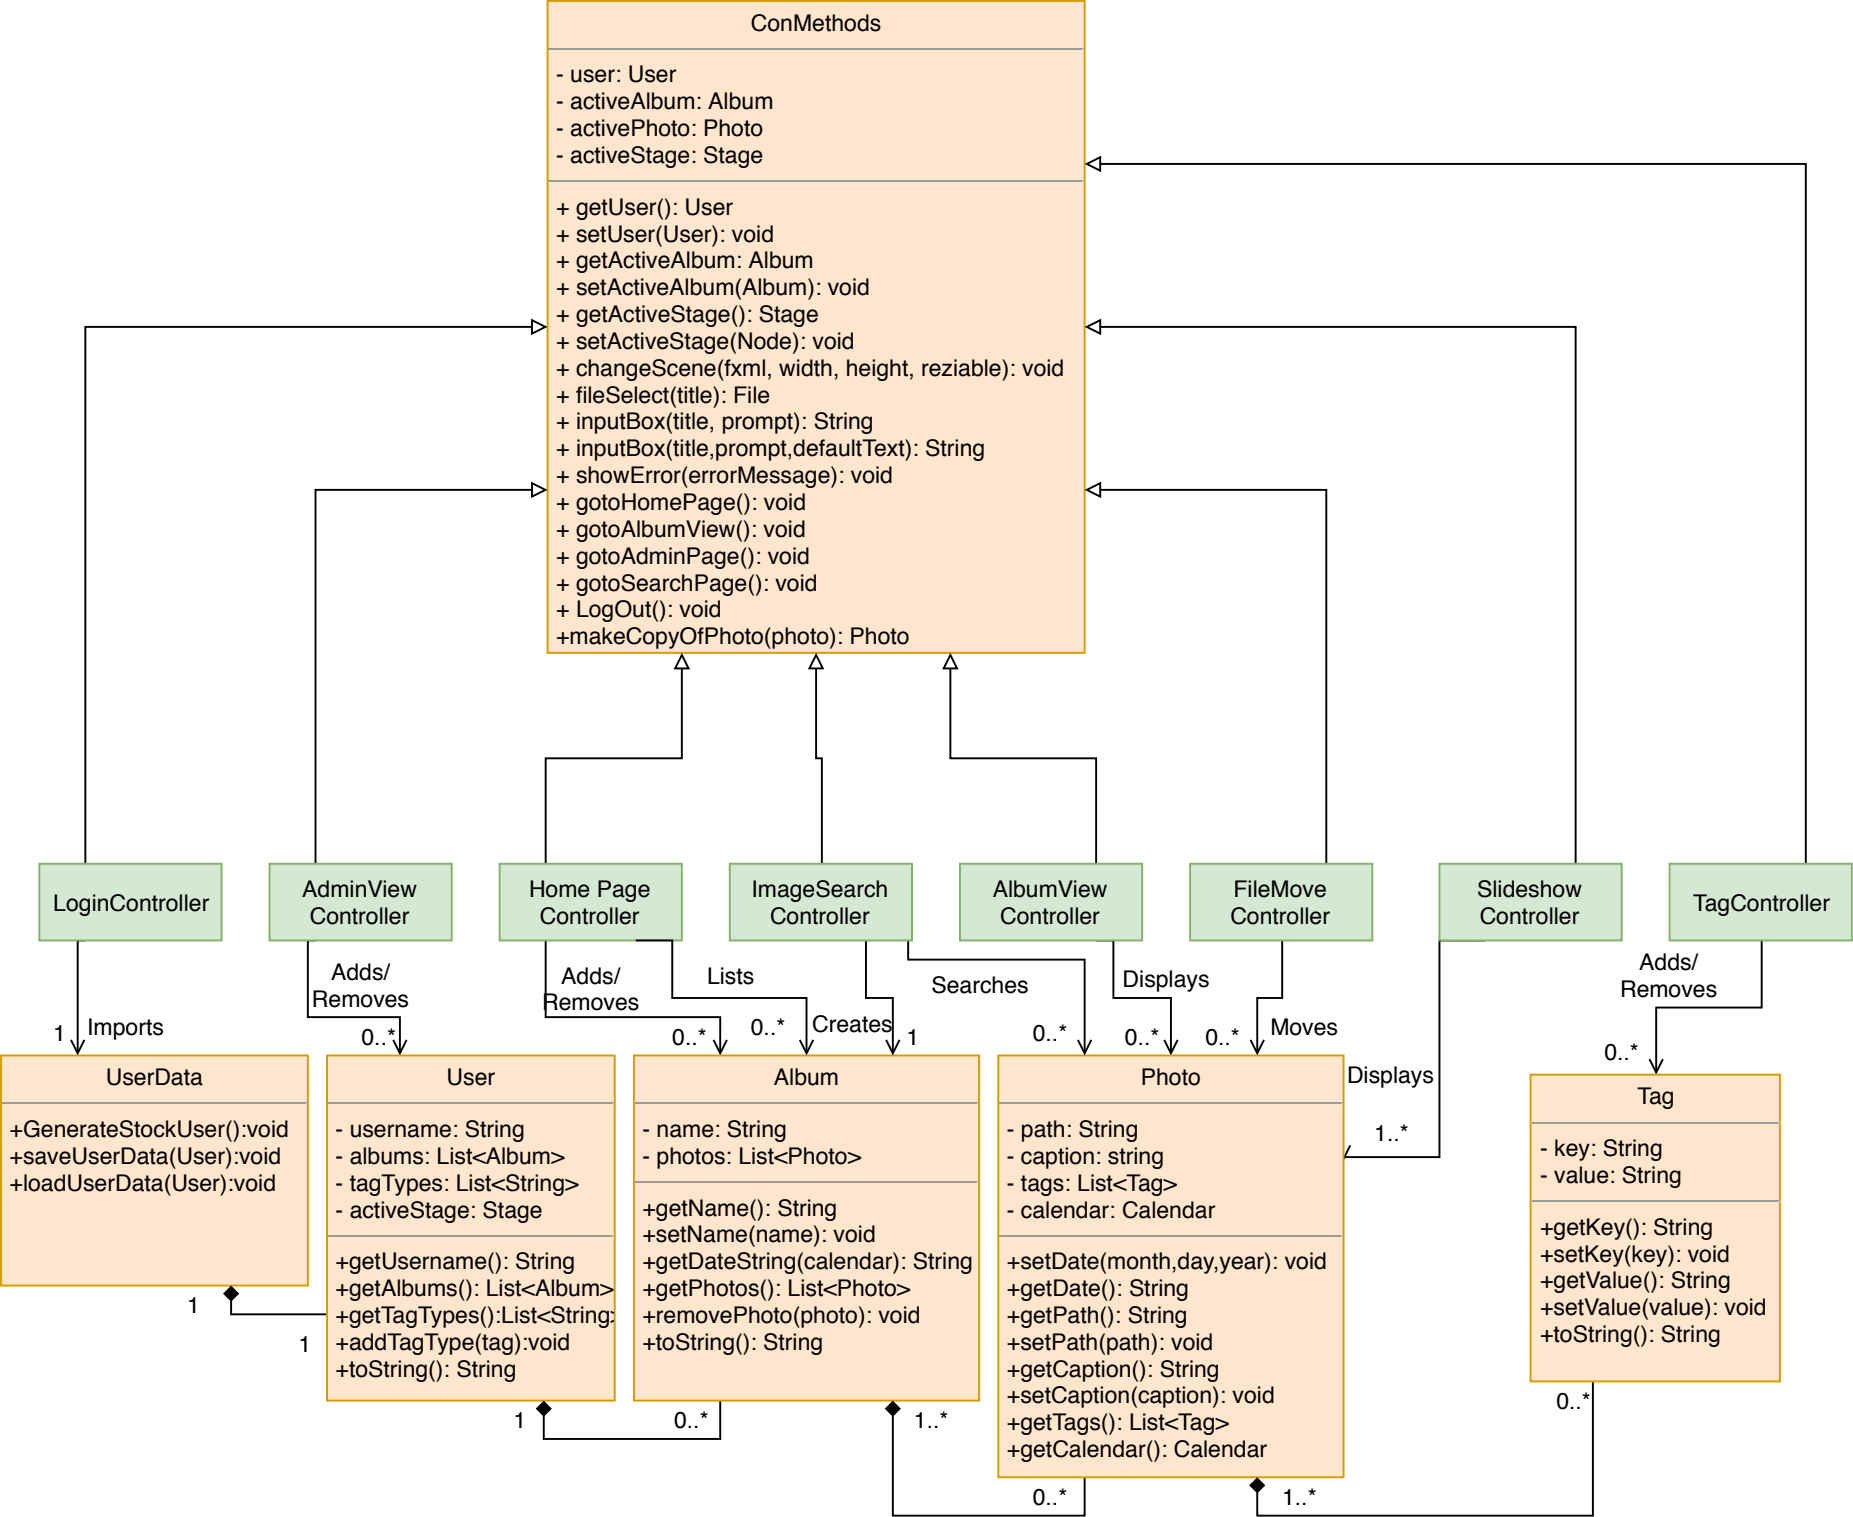 ConMethods
- user: User
- activeAlbum: Album
- activePhoto: Photo
- activeStage: Stage
+ getUser(): User
+ setUser(User): void
+ getActiveAlbum: Album
+ setActiveAlbum(Album): void
+ getActiveStage(): Stage
+ setActiveStage(Node): void
+ changeScene(fxml, width, height, reziable): void
+ fileSelect(title): File
+ inputBox(title, prompt): String
+ inputBox(title,prompt,defaultText): String
+ showError(errorMessage): void
+ gotoHomePage(): void
+ gotoAlbumView(): void
+ gotoAdminPage(): void
+ gotoSearchPage(): void
+ LogOut(): void
+makeCopyOfPhoto(photo): Photo
LoginController
AdminView
Controller
Home Page
Controller
ImageSearch
Controller
AlbumView
Controller
FileMove
Controller
Slideshow
Controller
TagController
1
Imports
Adds/
Removes
0..*
Adds/
Removes
0..*
Lists
0..*
Creates
1
Searches
0..*
Displays
0..*
0..*
Moves
Displays
1..*
Adds/
Removes
0..*
UserData
+GenerateStockUser():void
+saveUserData(User):void
+loadUserData(User):void
1
1
User
- username: String
- albums: List<Album>
- tagTypes: List<String>
- activeStage: Stage
+getUsername(): String
+getAlbums(): List<Album>
+getTagTypes():List<String>
+addTagType(tag):void
+toString(): String
1
0..*
Album
- name: String
- photos: List<Photo>
+getName(): String
+setName(name): void
+getDateString(calendar): String
+getPhotos(): List<Photo>
+removePhoto(photo): void
+toString(): String
1..*
0..*
Photo
- path: String
- caption: string
- tags: List<Tag>
- calendar: Calendar
+setDate(month,day,year): void
+getDate(): String
+getPath(): String
+setPath(path): void
+getCaption(): String
+setCaption(caption): void
+getTags(): List<Tag>
+getCalendar(): Calendar
1..*
Tag
- key: String
- value: String
+getKey(): String
+setKey(key): void
+getValue(): String
+setValue(value): void
+toString(): String
0..*